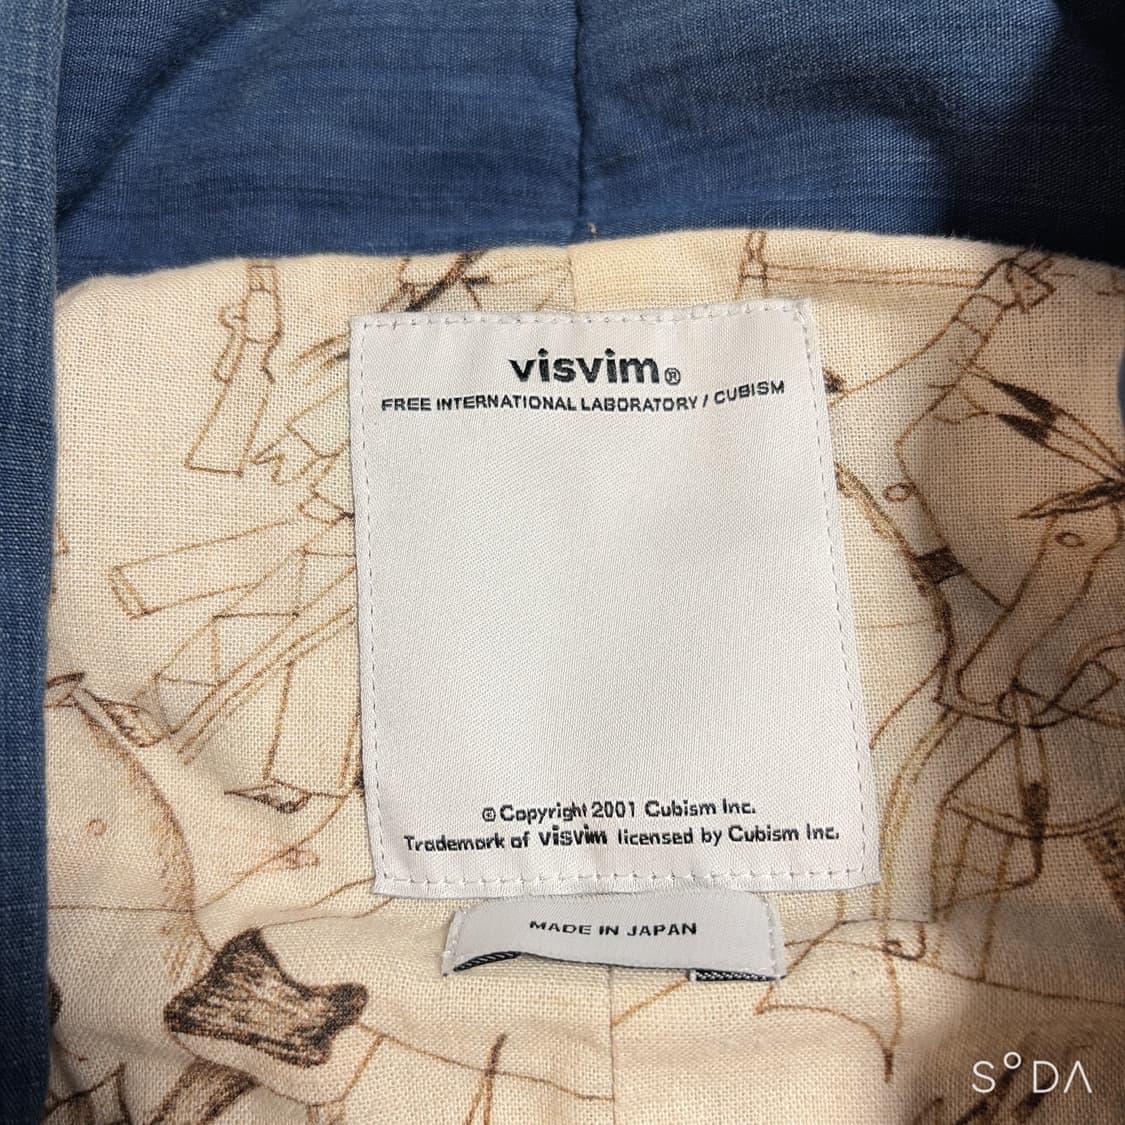 visvim®
FREE INTERNATIONAL LABORATORY / CUBISM
© Copyright 2001 Cubism Inc.
Trademark of visvim licensed by Cubism Inc.
MADE IN JAPAN
S°DA